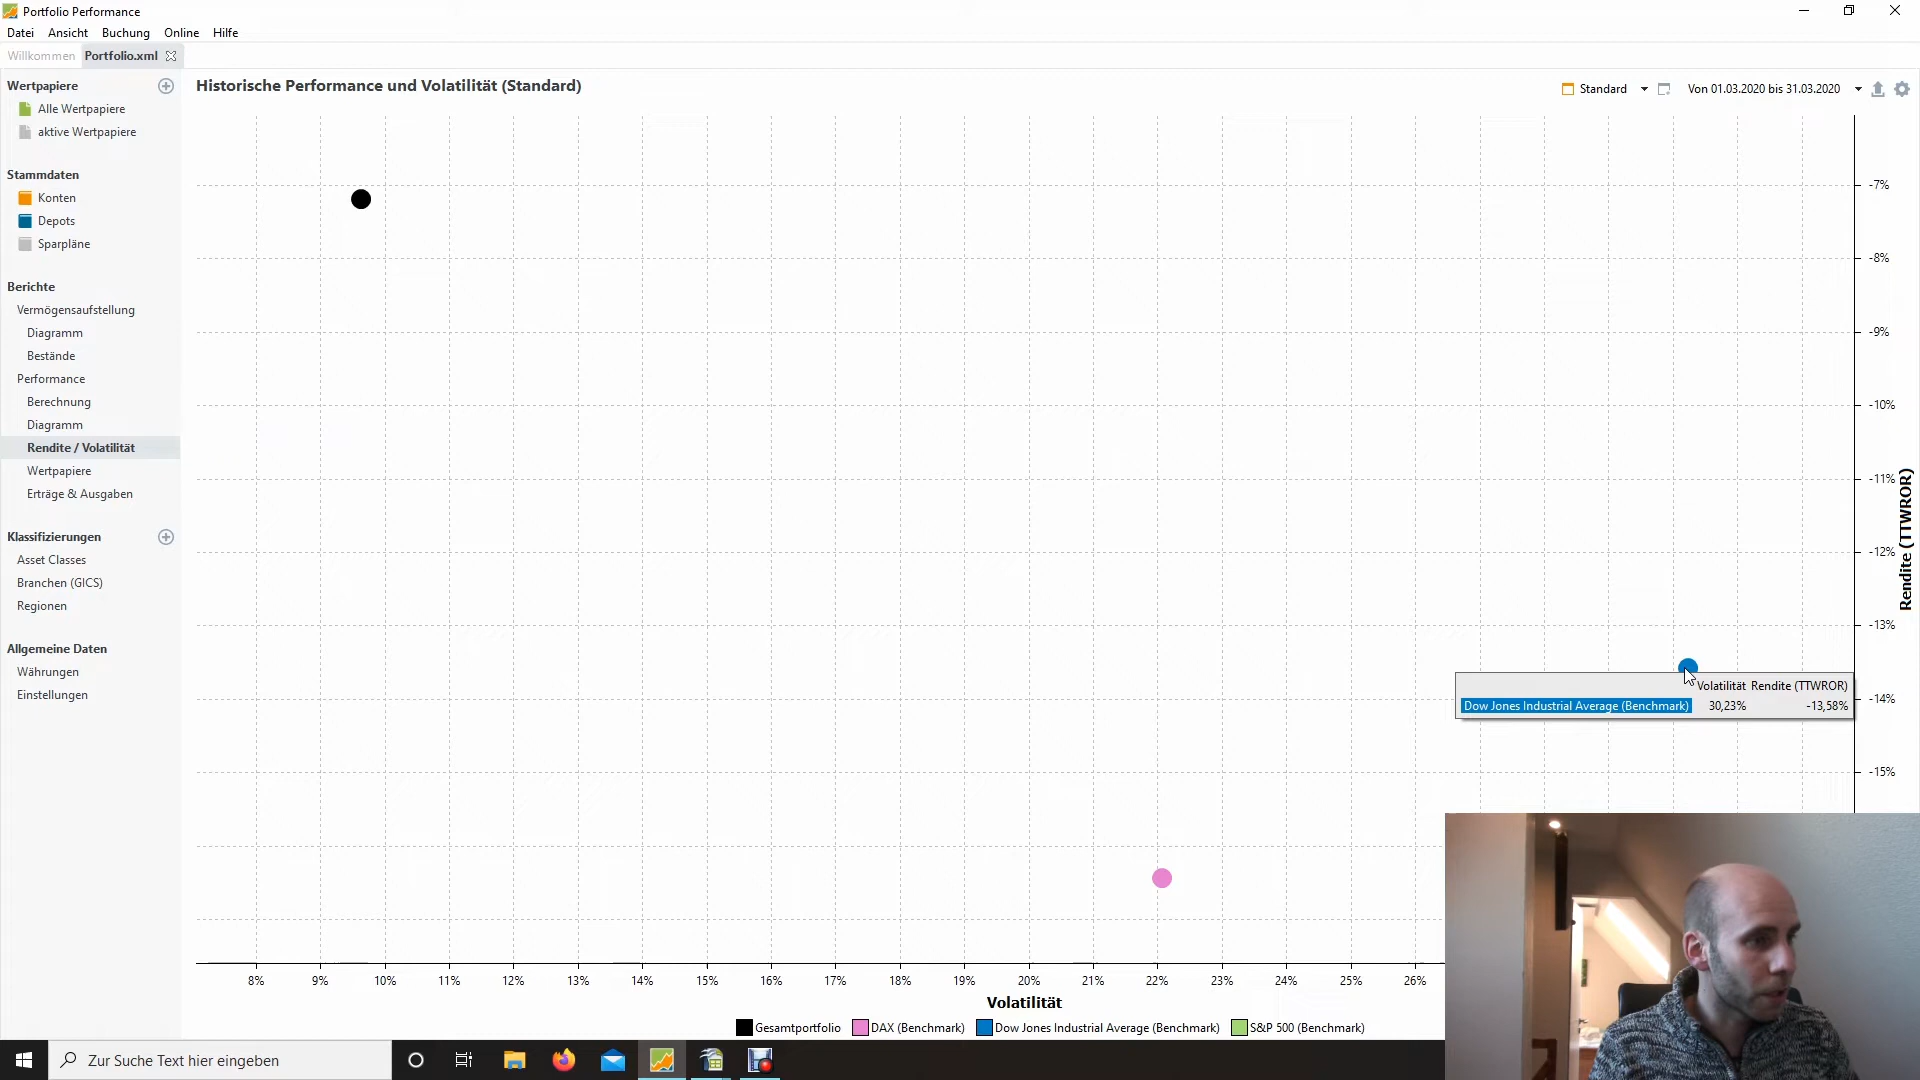 Portfolio Performance
Datei Ansicht Buchung Online Hilfe
Willkommen Portfolio.xml
Wertpapiere
Alle Wertpapiere
aktive Wertpapiere
Stammdaten
Konten
Depots
Sparpläne
Berichte
Vermögensaufstellung
Diagramm
Bestände
Performance
Berechnung
Diagramm
Rendite / Volatilität
Wertpapiere
Erträge & Ausgaben
Klassifizierungen
Asset Classes
Branchen (GICS)
Regionen
Allgemeine Daten
Währungen
Einstellungen
Historische Performance und Volatilität (Standard)
Standard
Von 01.03.2020 bis 31.03.2020
-7%
-8%
-9%
-10%
-11%
-12%
-13%
-14%
-15%
Rendite (TTWROR)
Volatilität Rendite (TTWROR)
Dow Jones Industrial Average (Benchmark) 30,23% -13,58%
8% 9% 10% 11% 12% 13% 14% 15% 16% 17% 18% 19% 20% 21% 22% 23% 24% 25% 26%
Volatilität
Gesamtportfolio DAX (Benchmark) Dow Jones Industrial Average (Benchmark) S&P 500 (Benchmark)
Zur Suche Text hier eingeben